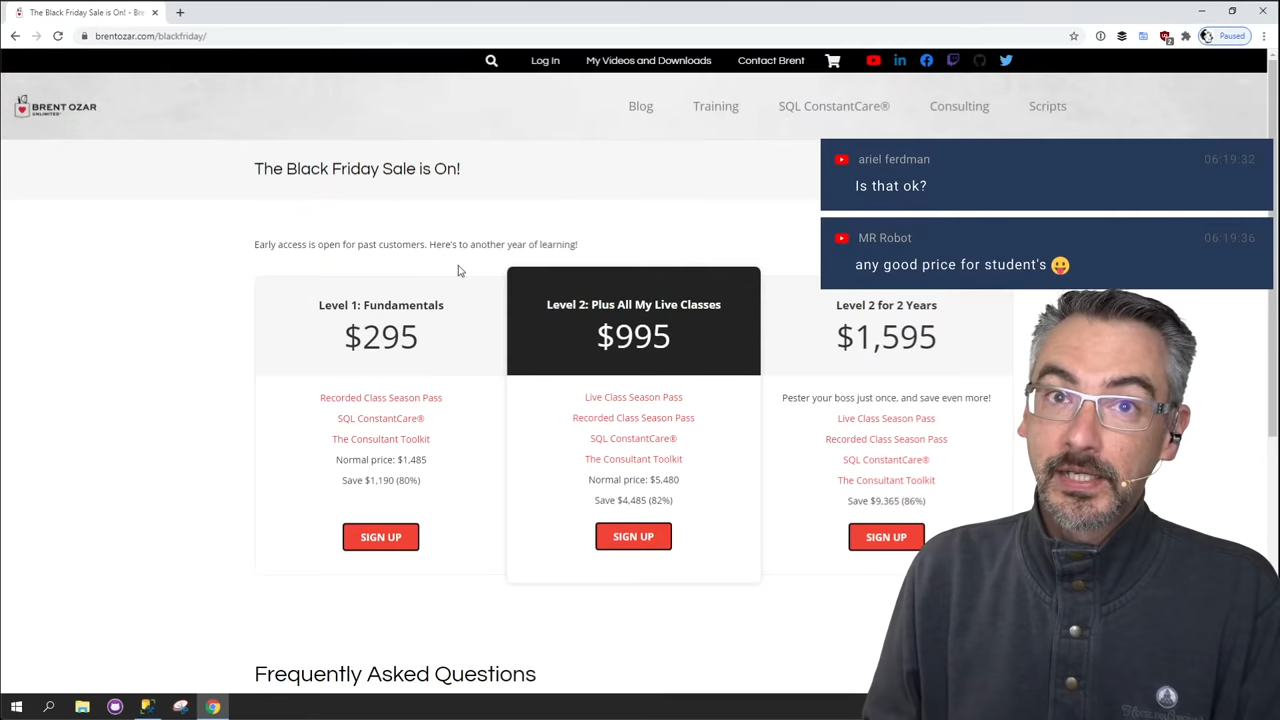 The Black Friday Sale is On! - Bre
brentozar.com/blackfriday/
Paused
Log In
My Videos and Downloads
Contact Brent
BRENT OZAR
UNLIMITED
Blog
Training
SQL ConstantCare®
Consulting
Scripts
The Black Friday Sale is On!
ariel ferdman 06:19:32
Is that ok?
MR Robot 06:19:36
any good price for student's 😛
Early access is open for past customers. Here's to another year of learning!
Level 1: Fundamentals
$295
Recorded Class Season Pass
SQL ConstantCare®
The Consultant Toolkit
Normal price: $1,485
Save $1,190 (80%)
SIGN UP
Level 2: Plus All My Live Classes
$995
Live Class Season Pass
Recorded Class Season Pass
SQL ConstantCare®
The Consultant Toolkit
Normal price: $5,480
Save $4,485 (82%)
SIGN UP
Level 2 for 2 Years
$1,595
Pester your boss just once, and save even more!
Live Class Season Pass
Recorded Class Season Pass
SQL ConstantCare®
The Consultant Toolkit
Save $9,365 (86%)
SIGN UP
Frequently Asked Questions